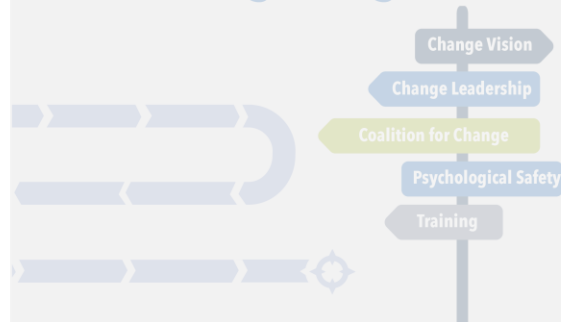 Change Vision
Change Leadership
Coalition for Change
Psychological Safety
Training